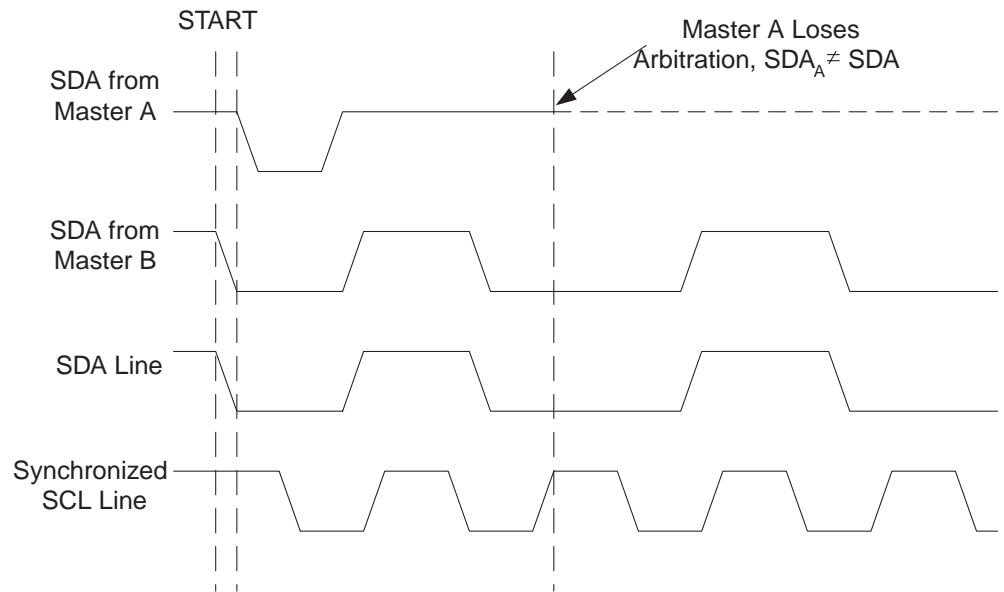 START
Master A Loses
Arbitration, SDA_A ≠ SDA
SDA from
Master A
SDA from
Master B
SDA Line
Synchronized
SCL Line